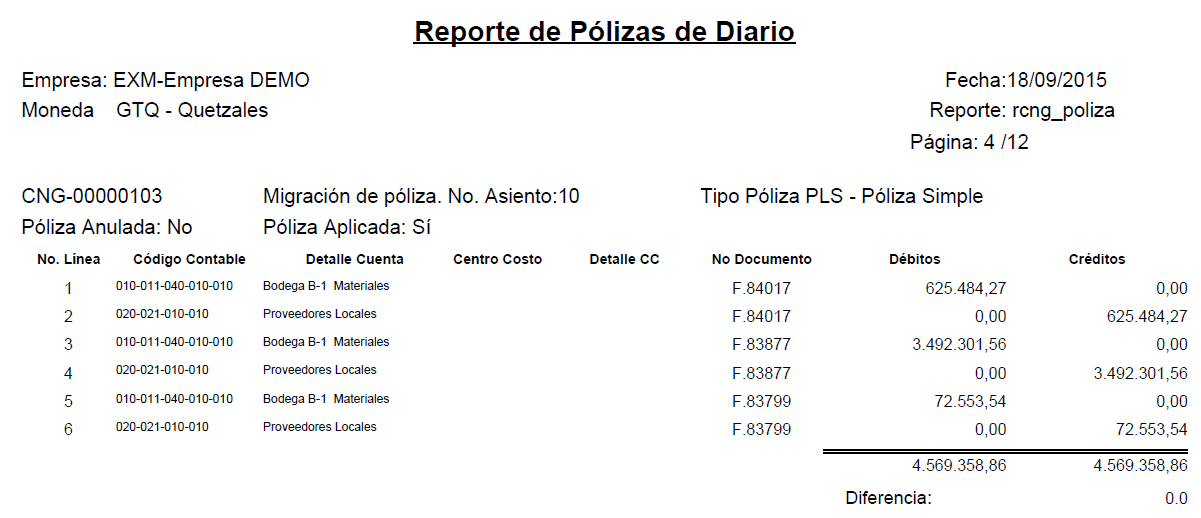 Reporte de Pólizas de Diario
Empresa: EXM-Empresa DEMO Fecha:18/09/2015
Moneda GTQ - Quetzales Reporte: rcng_poliza
Página: 4 /12
CNG-00000103 Migración de póliza. No. Asiento:10 Tipo Póliza PLS - Póliza Simple
Póliza Anulada: No Póliza Aplicada: Sí
No. Línea Código Contable Detalle Cuenta Centro Costo Detalle CC No Documento Débitos Créditos
1 010-011-040-010-010 Bodega B-1 Materiales F.84017 625.484,27 0,00
2 020-021-010-010 Proveedores Locales F.84017 0,00 625.484,27
3 010-011-040-010-010 Bodega B-1 Materiales F.83877 3.492.301,56 0,00
4 020-021-010-010 Proveedores Locales F.83877 0,00 3.492.301,56
5 010-011-040-010-010 Bodega B-1 Materiales F.83799 72.553,54 0,00
6 020-021-010-010 Proveedores Locales F.83799 0,00 72.553,54
4.569.358,86 4.569.358,86
Diferencia: 0.0